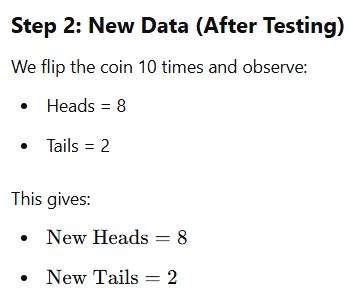 Step 2: New Data (After Testing)
We flip the coin 10 times and observe:
• Heads = 8
• Tails = 2
This gives:
• New Heads = 8
• New Tails = 2